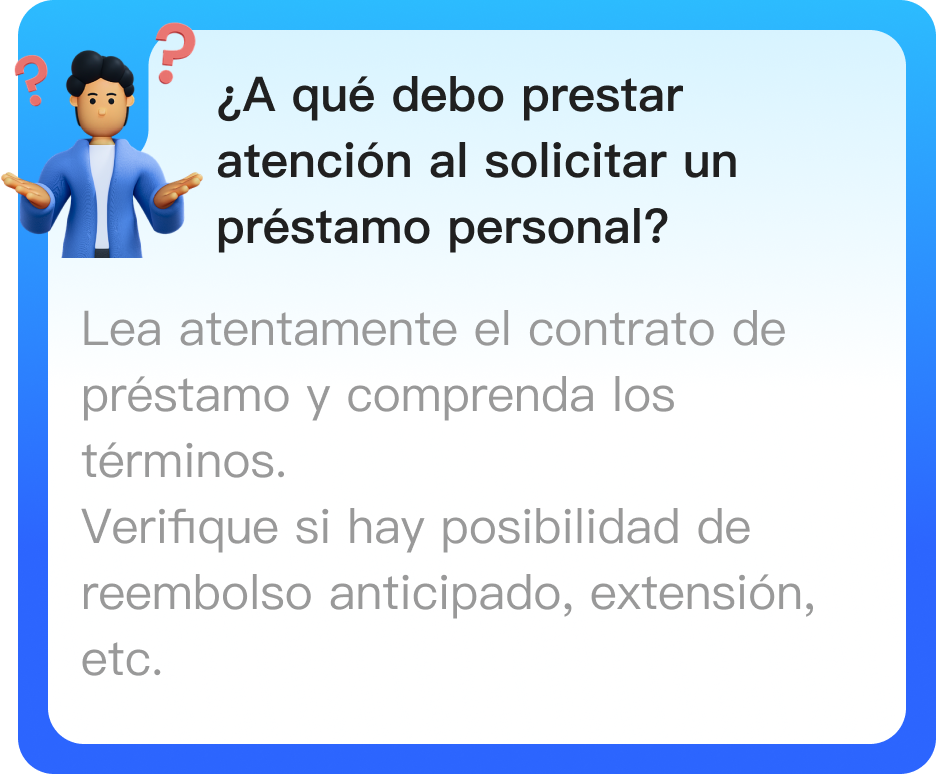 ¿A qué debo prestar
atención al solicitar un
préstamo personal?
Lea atentamente el contrato de
préstamo y comprenda los
términos.
Verifique si hay posibilidad de
reembolso anticipado, extensión,
etc.